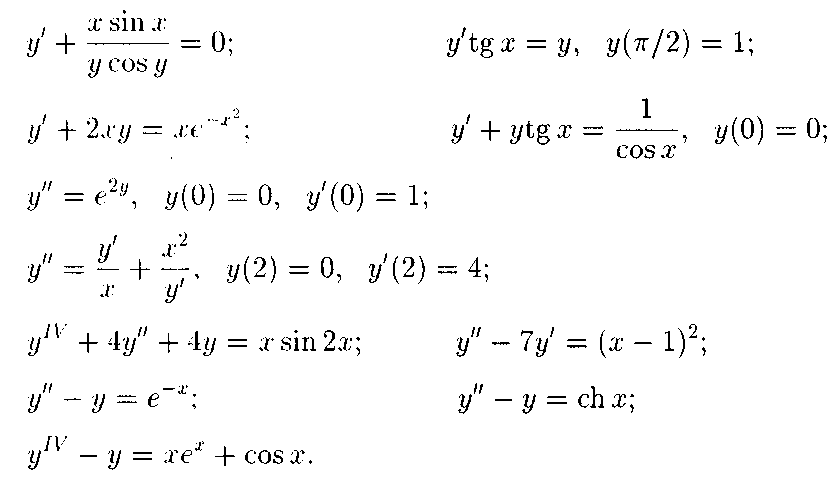 y′ + \frac{x \sin x}{y \cos y} = 0; y′tg x = y, y(π/2) = 1;
y′ + 2xy = xe^{−x^2}; y′ + ytg x = \frac{1}{\cos x}, y(0) = 0;
y″ = e^{2y}, y(0) = 0, y′(0) = 1;
y″ = \frac{y′}{x} + \frac{x^2}{y′}, y(2) = 0, y′(2) = 4;
y^{IV} + 4y″ + 4y = x sin 2x; y″ − 7y′ = (x − 1)^2;
y″ − y = e^{−x}; y″ − y = ch x;
y^{IV} − y = xe^x + cos x.